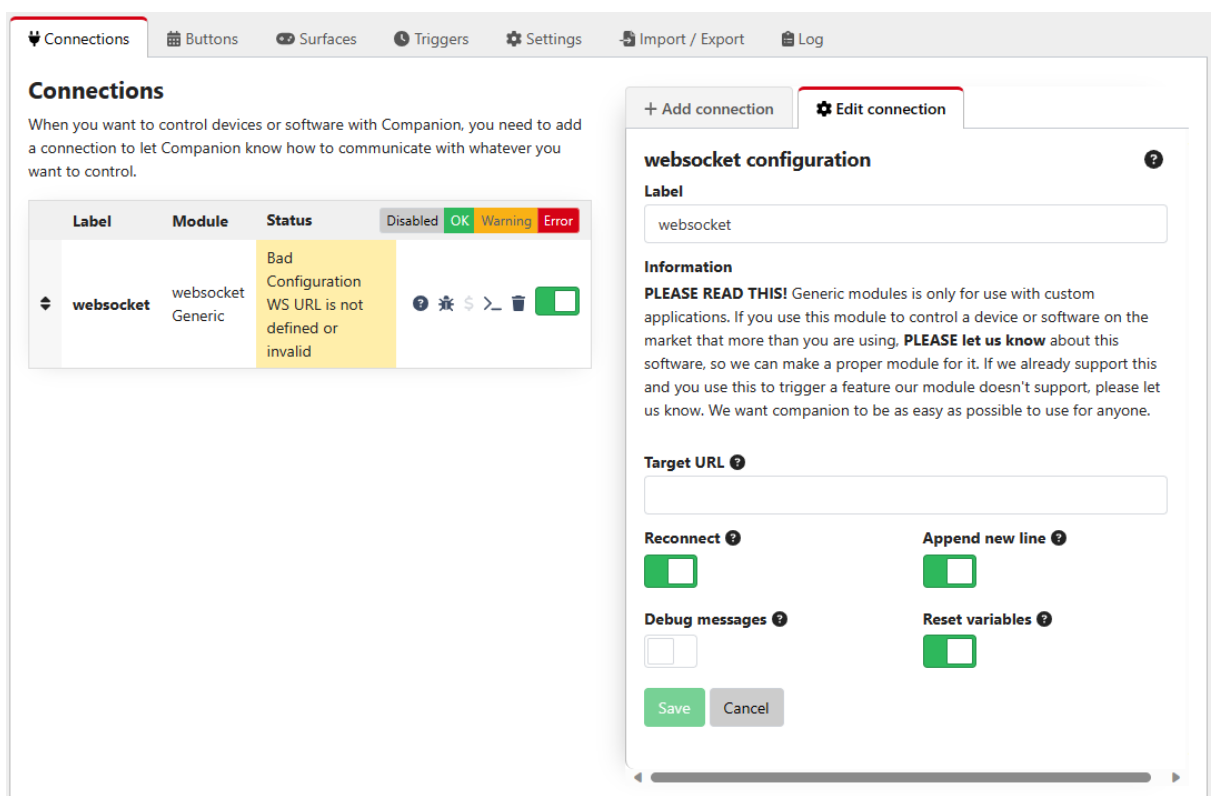 Connections
Buttons
Surfaces
Triggers
Settings
Import / Export
Log
Connections
When you want to control devices or software with Companion, you need to add
a connection to let Companion know how to communicate with whatever you
want to control.
Label Module Status Disabled OK Warning Error
websocket
websocket
Generic
Bad
Configuration
WS URL is not
defined or
invalid
+ Add connection
Edit connection
websocket configuration
Label
websocket
Information
PLEASE READ THIS! Generic modules is only for use with custom
applications. If you use this module to control a device or software on the
market that more than you are using, PLEASE let us know about this
software, so we can make a proper module for it. If we already support this
and you use this to trigger a feature our module doesn't support, please let
us know. We want companion to be as easy as possible to use for anyone.
Target URL
Reconnect
Append new line
Debug messages
Reset variables
Save
Cancel